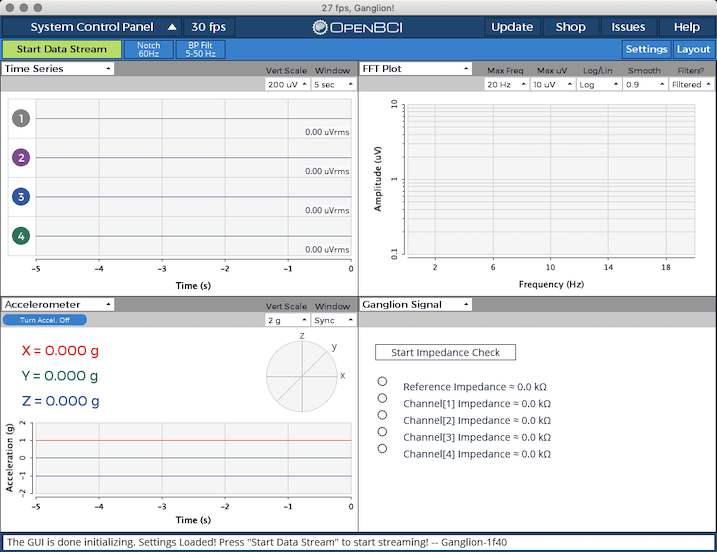 27 fps, Ganglion!
System Control Panel 30 fps OpenBCI Update Shop Issues Help
Start Data Stream Notch 60Hz BP Filt 5-50 Hz Settings Layout
Time Series Vert Scale Window
200 uV 5 sec
1 0.00 uVrms
2 0.00 uVrms
3 0.00 uVrms
4 0.00 uVrms
-5 -4 -3 -2 -1 0
Time (s)
FFT Plot Max Freq Max uV Log/Lin Smooth Filters?
20 Hz 10 uV Log 0.9 Filtered
10
1
0.1
Amplitude (uV)
2 6 10 14 18 20
Frequency (Hz)
Accelerometer Vert Scale Window
Turn Accel. Off 2 g Sync
X = 0.000 g
Y = 0.000 g
Z = 0.000 g
z
y
x
Acceleration (g)
2
1
0
-1
-2
-5 -4 -3 -2 -1 0
Time (s)
Ganglion Signal
Start Impedance Check
Reference Impedance ≈ 0.0 kΩ
Channel[1] Impedance ≈ 0.0 kΩ
Channel[2] Impedance ≈ 0.0 kΩ
Channel[3] Impedance ≈ 0.0 kΩ
Channel[4] Impedance ≈ 0.0 kΩ
The GUI is done initializing. Settings Loaded! Press "Start Data Stream" to start streaming! -- Ganglion-1f40